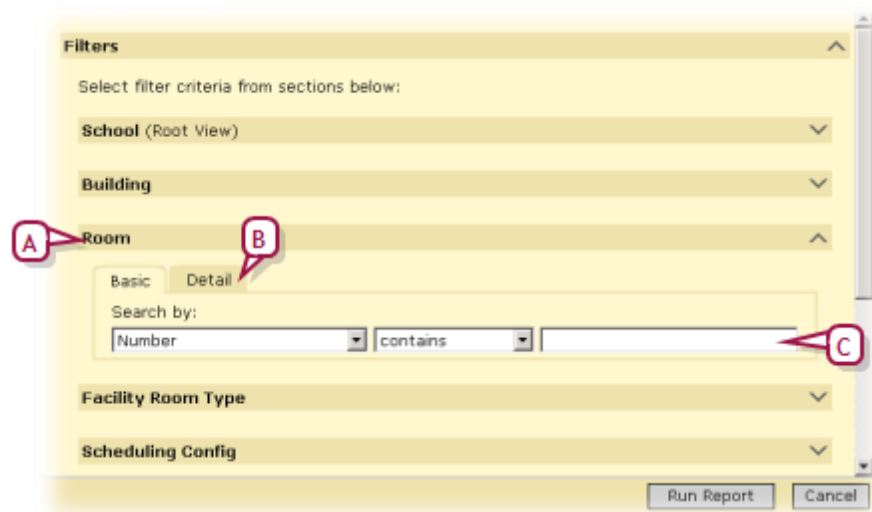 Filters
Select filter criteria from sections below:
School (Root View)
Building
A Room B
Basic Detail
Search by:
Number contains C
Facility Room Type
Scheduling Config
Run Report Cancel